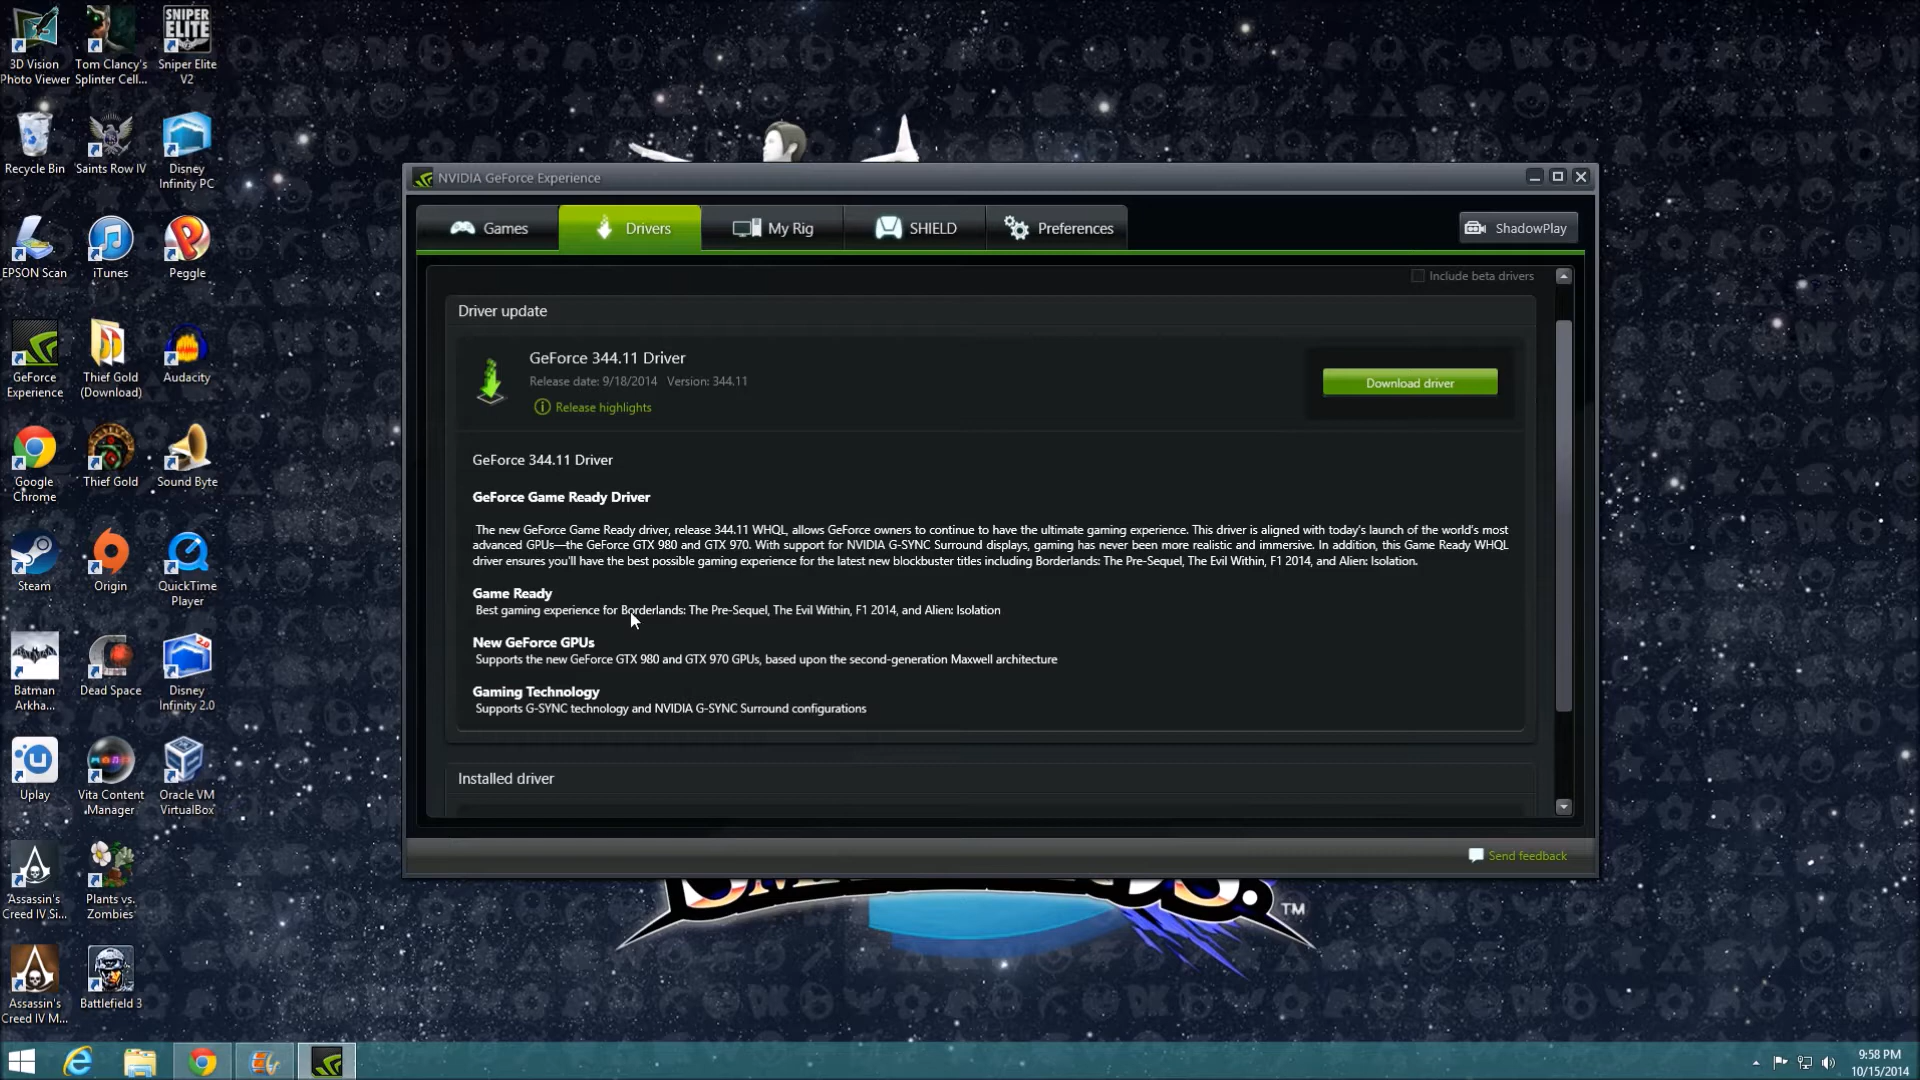 3D Vision
Photo Viewer
Tom Clancy's
Splinter Cell...
SNIPER
ELITE
Sniper Elite
V2
Recycle Bin
Saints Row IV
Disney
Infinity PC
EPSON Scan
iTunes
Peggle
GeForce
Experience
Thief Gold
(Download)
Audacity
Google
Chrome
Thief Gold
Sound Byte
Steam
Origin
QuickTime
Player
Batman
Arkha...
Dead Space
2.0
Disney
Infinity 2.0
Uplay
Vita Content
Manager
Oracle VM
VirtualBox
Assassin's
Creed IV Si...
Plants vs.
Zombies
Assassin's
Creed IV M...
Battlefield 3
NVIDIA GeForce Experience
Games
Drivers
My Rig
SHIELD
Preferences
ShadowPlay
Include beta drivers
Driver update
GeForce 344.11 Driver
Release date: 9/18/2014 Version: 344.11
Release highlights
Download driver
GeForce 344.11 Driver
GeForce Game Ready Driver
The new GeForce Game Ready driver, release 344.11 WHQL, allows GeForce owners to continue to have the ultimate gaming experience. This driver is aligned with today's launch of the world's most
advanced GPUs—the GeForce GTX 980 and GTX 970. With support for NVIDIA G-SYNC Surround displays, gaming has never been more realistic and immersive. In addition, this Game Ready WHQL
driver ensures you'll have the best possible gaming experience for the latest new blockbuster titles including Borderlands: The Pre-Sequel, The Evil Within, F1 2014, and Alien: Isolation.
Game Ready
Best gaming experience for Borderlands: The Pre-Sequel, The Evil Within, F1 2014, and Alien: Isolation
New GeForce GPUs
Supports the new GeForce GTX 980 and GTX 970 GPUs, based upon the second-generation Maxwell architecture
Gaming Technology
Supports G-SYNC technology and NVIDIA G-SYNC Surround configurations
Installed driver
Send feedback
TM
9:58 PM
10/15/2014